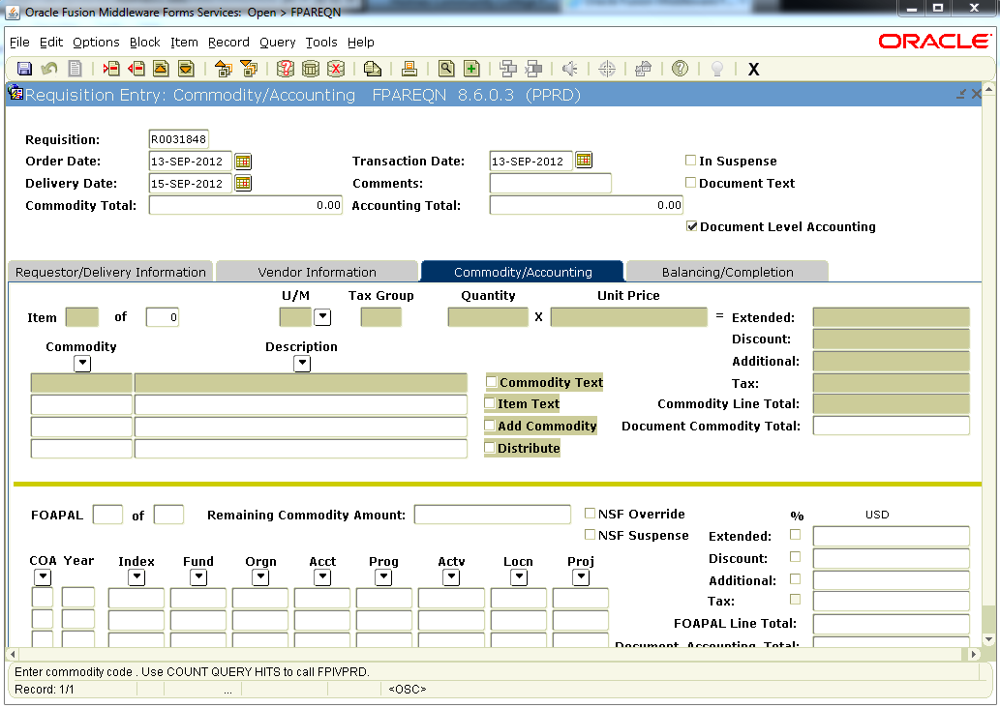 Oracle Fusion Middleware Forms Services: Open > FPAREQN
File Edit Options Block Item Record Query Tools Help
ORACLE
X
Requisition Entry: Commodity/Accounting FPAREQN 8.6.0.3 (PPRD)
Requisition: R0031848
Order Date: 13-SEP-2012 Transaction Date: 13-SEP-2012 In Suspense
Delivery Date: 15-SEP-2012 Comments: Document Text
Commodity Total: 0.00 Accounting Total: 0.00
Document Level Accounting
Requestor/Delivery Information Vendor Information Commodity/Accounting Balancing/Completion
U/M Tax Group Quantity Unit Price
Item of 0 X = Extended:
Discount:
Commodity Description
Additional:
Commodity Text Tax:
Item Text Commodity Line Total:
Add Commodity Document Commodity Total:
Distribute
FOAPAL of Remaining Commodity Amount: NSF Override % USD
NSF Suspense Extended:
COA Year Index Fund Orgn Acct Prog Actv Locn Proj Discount:
Additional:
Tax:
FOAPAL Line Total:
Document Accounting Total:
Enter commodity code . Use COUNT QUERY HITS to call FPIVPRD.
Record: 1/1 ... <OSC>